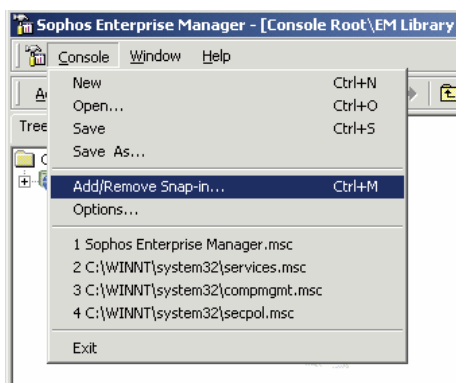 Sophos Enterprise Manager - [Console Root\EM Library
Console Window Help
New Ctrl+N
Open... Ctrl+O
Save Ctrl+S
Save As...
Add/Remove Snap-in... Ctrl+M
Options...
1 Sophos Enterprise Manager.msc
2 C:\WINNT\system32\services.msc
3 C:\WINNT\system32\compmgmt.msc
4 C:\WINNT\system32\secpol.msc
Exit
Tree